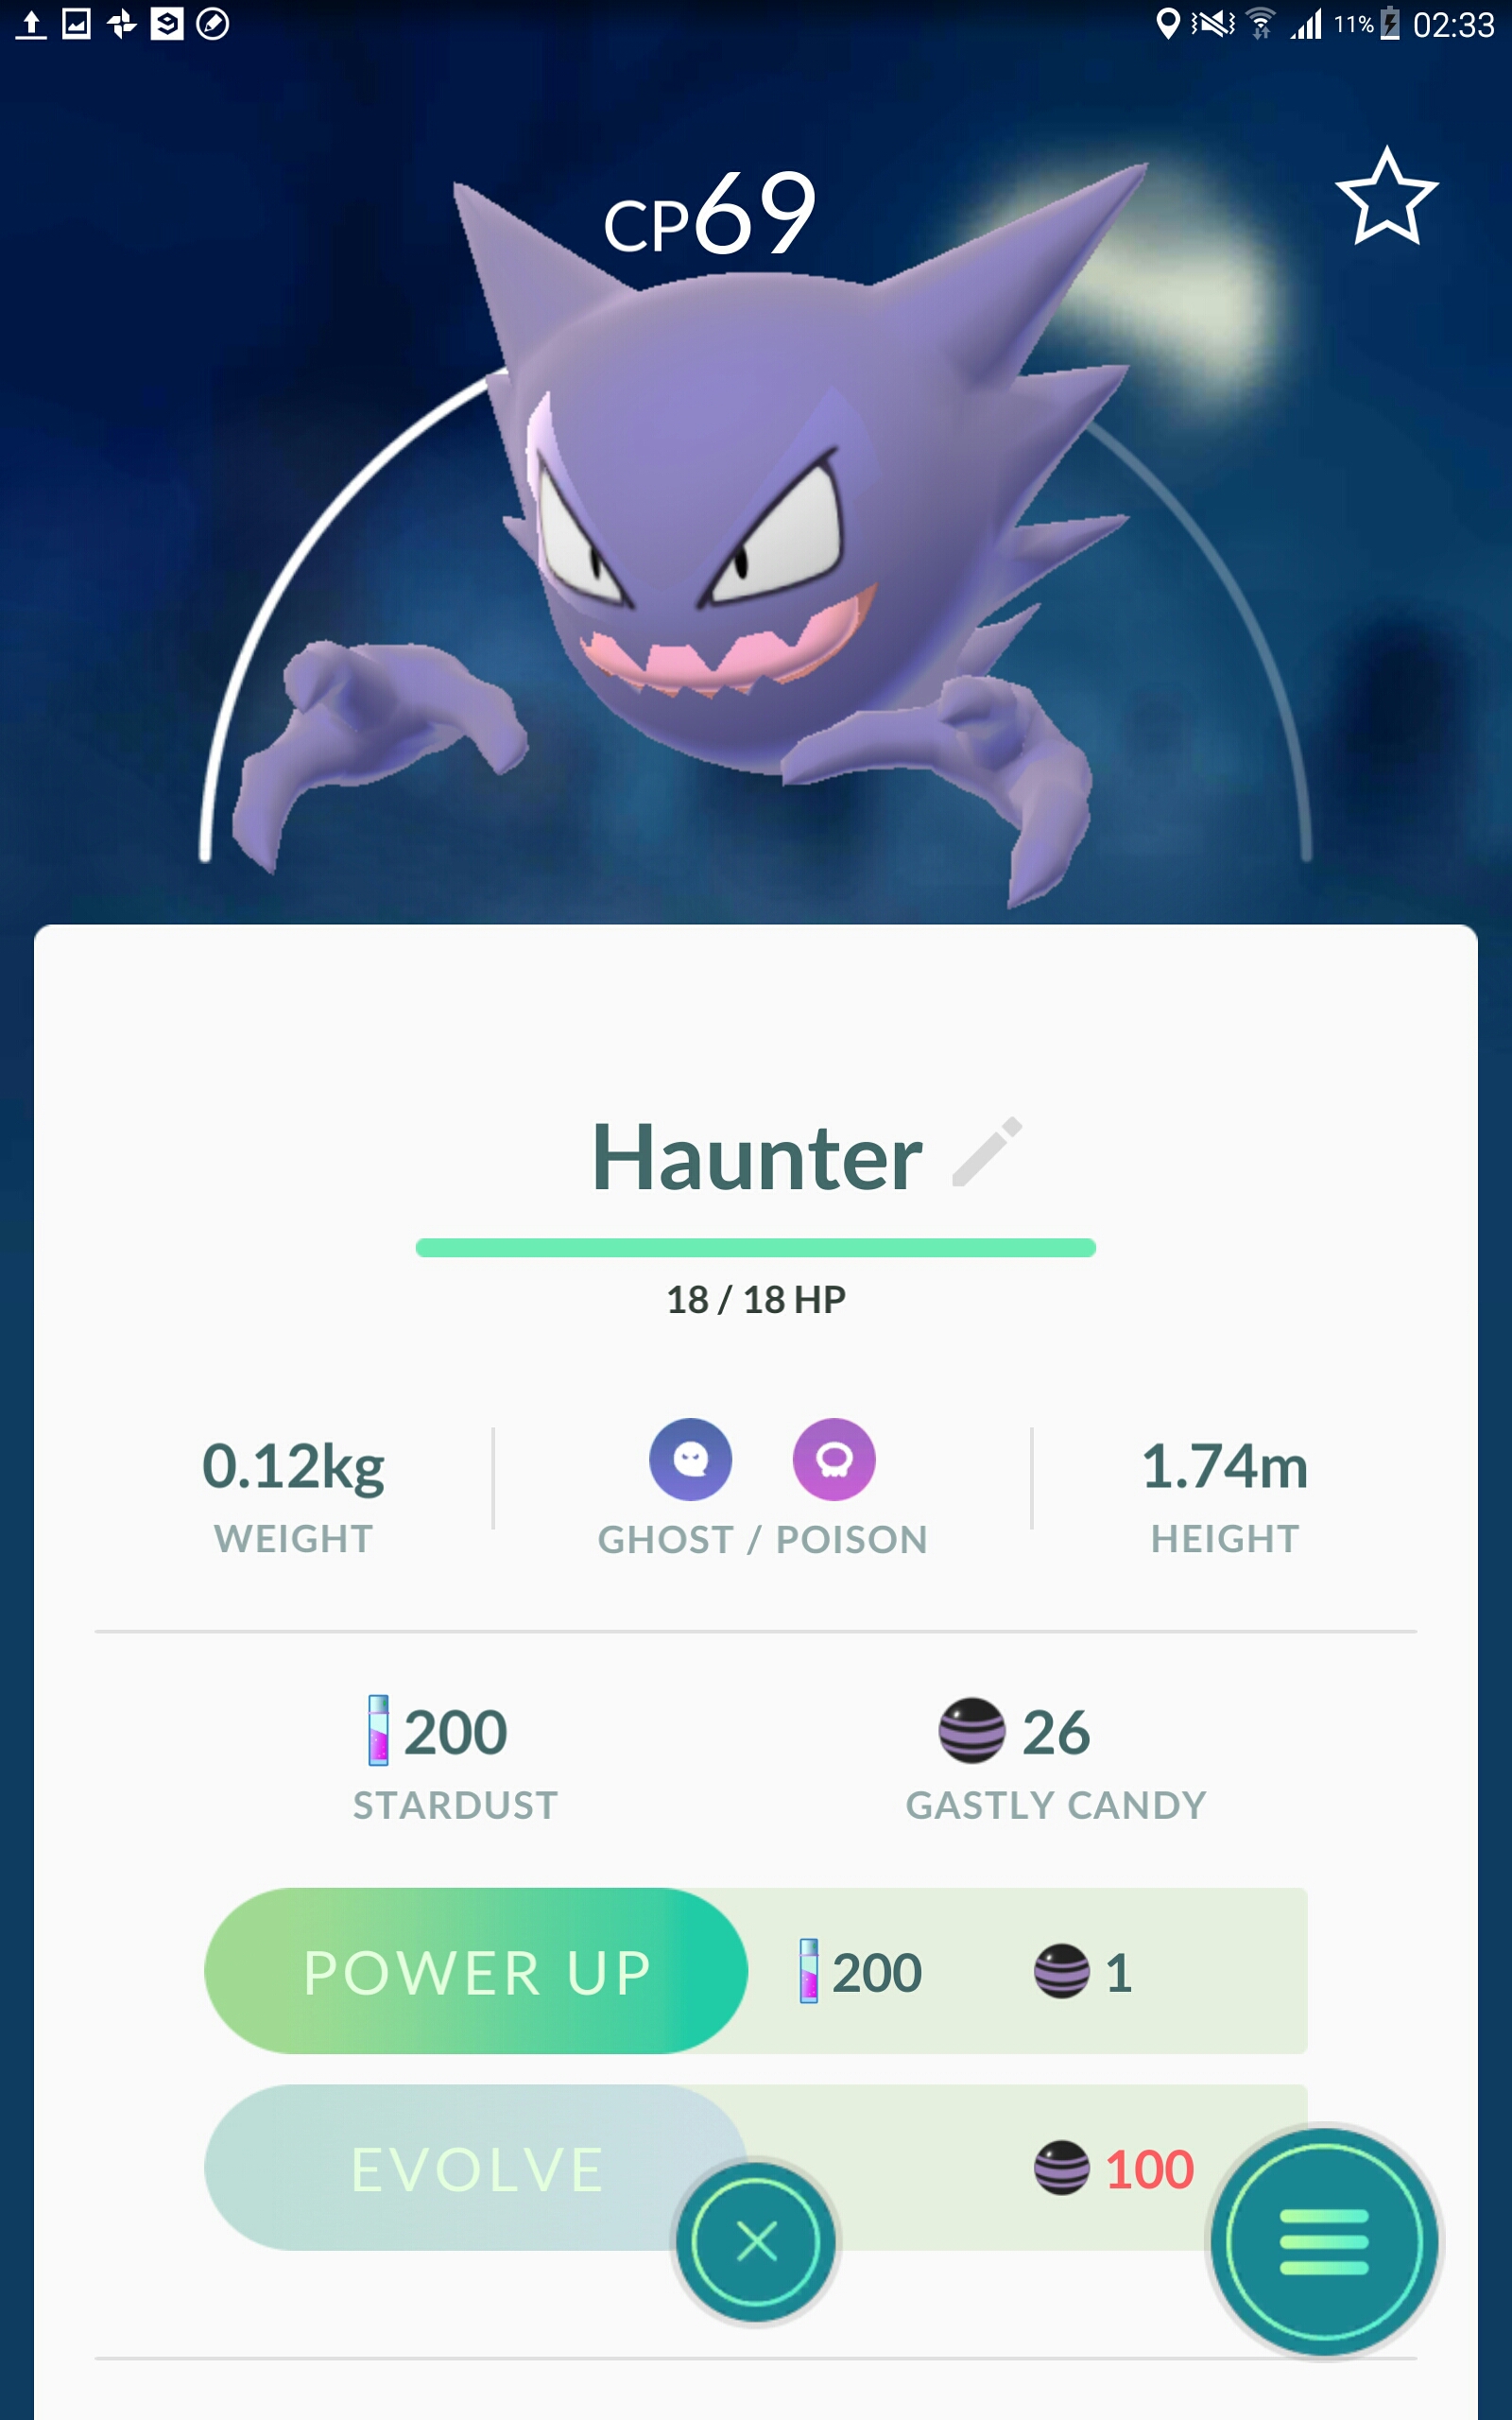 11% 02:33
CP69
Haunter
18 / 18 HP
0.12kg
WEIGHT
GHOST / POISON
1.74m
HEIGHT
200
STARDUST
26
GASTLY CANDY
POWER UP 200 1
EVOLVE 100